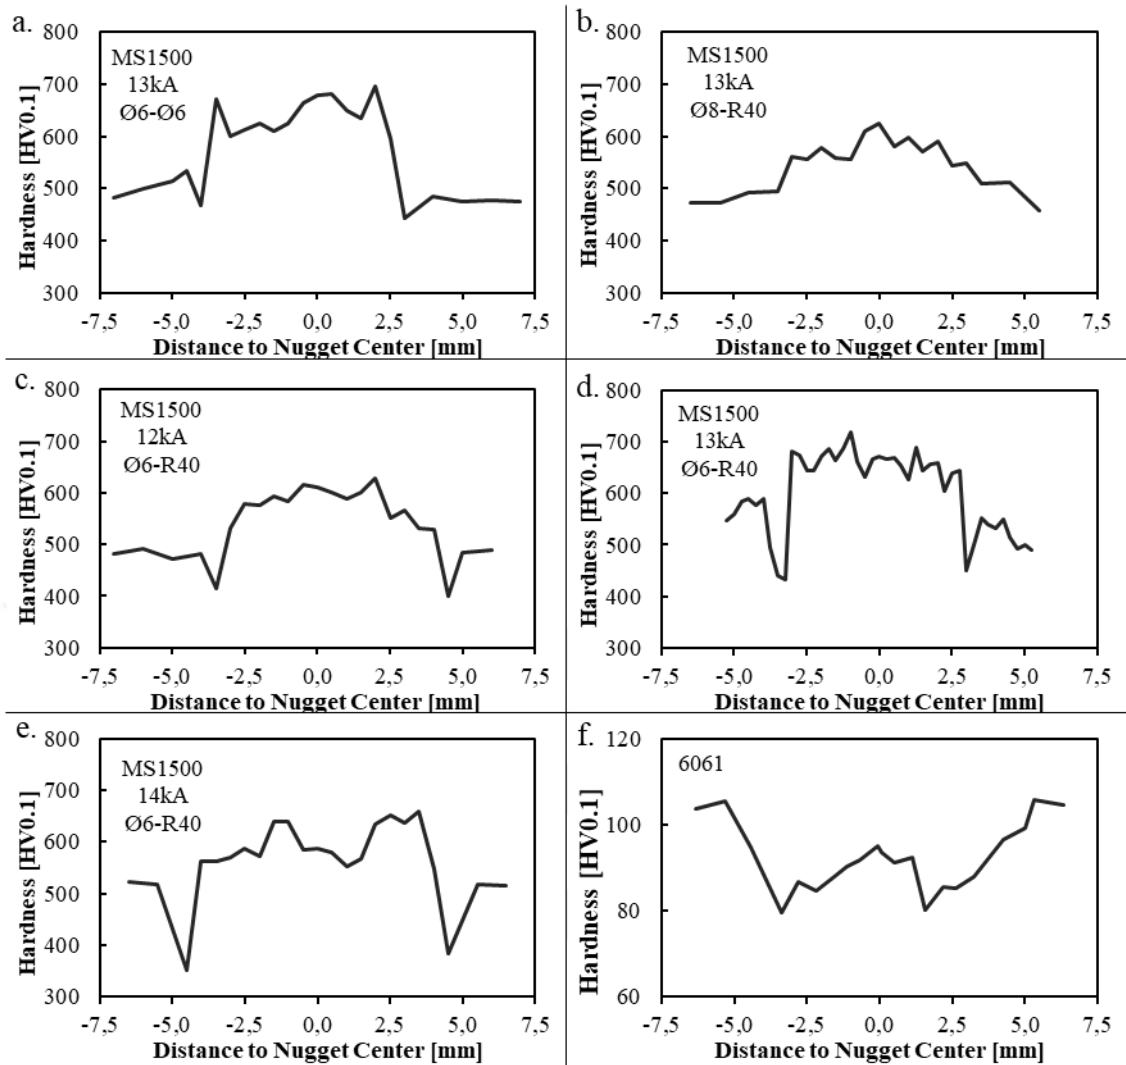 a.
MS1500
13kA
Ø6-Ø6
Hardness [HV0.1]
800
700
600
500
400
300
-7,5 -5,0 -2,5 0,0 2,5 5,0 7,5
Distance to Nugget Center [mm]
b.
MS1500
13kA
Ø8-R40
Hardness [HV0.1]
800
700
600
500
400
300
-7,5 -5,0 -2,5 0,0 2,5 5,0 7,5
Distance to Nugget Center [mm]
c.
MS1500
12kA
Ø6-R40
Hardness [HV0.1]
800
700
600
500
400
300
-7,5 -5,0 -2,5 0,0 2,5 5,0 7,5
Distance to Nugget Center [mm]
d.
MS1500
13kA
Ø6-R40
Hardness [HV0.1]
800
700
600
500
400
300
-7,5 -5,0 -2,5 0,0 2,5 5,0 7,5
Distance to Nugget Center [mm]
e.
MS1500
14kA
Ø6-R40
Hardness [HV0.1]
800
700
600
500
400
300
-7,5 -5,0 -2,5 0,0 2,5 5,0 7,5
Distance to Nugget Center [mm]
f.
6061
Hardness [HV0.1]
120
100
80
60
-7,5 -5,0 -2,5 0,0 2,5 5,0 7,5
Distance to Nugget Center [mm]